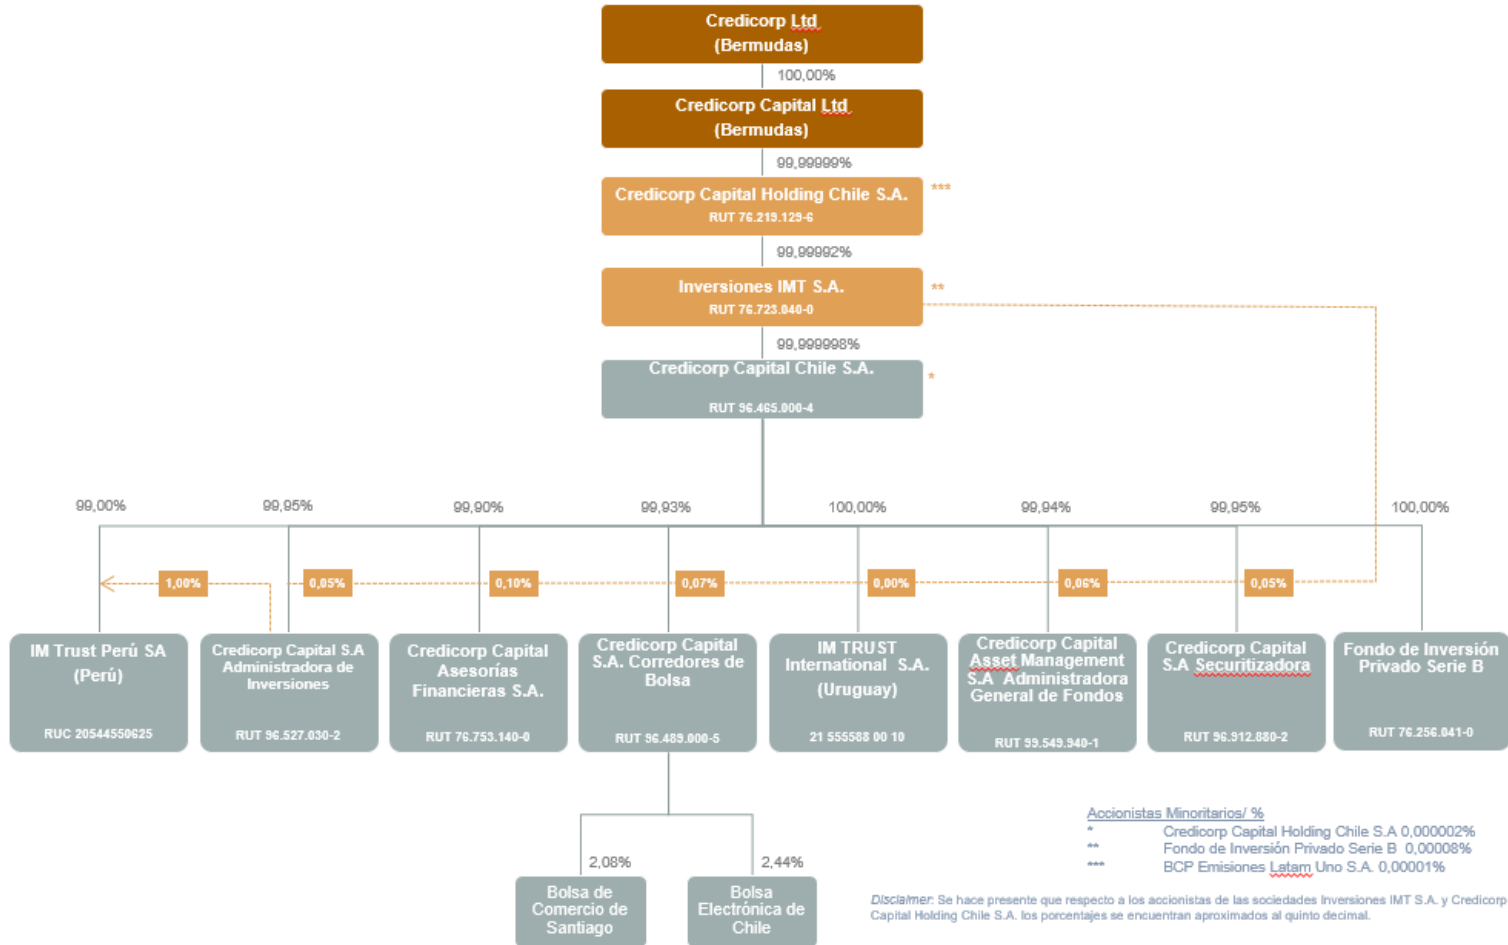 Credicorp Ltd
(Bermudas)
100,00%
Credicorp Capital Ltd
(Bermudas)
99,99999%
Credicorp Capital Holding Chile S.A.
RUT 76.219.129-6
***
99,99992%
Inversiones IMT S.A.
RUT 76.723.040-0
**
99,999998%
Credicorp Capital Chile S.A.
RUT 96.465.000-4
*
99,00%
99,95%
99,90%
99,93%
100,00%
99,94%
99,95%
100,00%
1,00%
0,05%
0,10%
0,07%
0,00%
0,06%
0,05%
IM Trust Perú SA
(Perú)
RUC 20544550625
Credicorp Capital S.A
Administradora de
Inversiones
RUT 96.527.030-2
Credicorp Capital
Asesorías
Financieras S.A.
RUT 76.753.140-0
Credicorp Capital
S.A. Corredores de
Bolsa
RUT 96.489.000-5
IM TRUST
International S.A.
(Uruguay)
21 555588 00 10
Credicorp Capital
Asset Management
S.A Administradora
General de Fondos
RUT 99.549.940-1
Credicorp Capital
S.A Securitizadora
RUT 96.912.880-2
Fondo de Inversión
Privado Serie B
RUT 76.256.041-0
2,08%
2,44%
Bolsa de
Comercio de
Santiago
Bolsa
Electrónica de
Chile
Accionistas Minoritarios/ %
* Credicorp Capital Holding Chile S.A 0,000002%
** Fondo de Inversión Privado Serie B 0,00008%
*** BCP Emisiones Latam Uno S.A. 0,00001%
Disclaimer: Se hace presente que respecto a los accionistas de las sociedades Inversiones IMT S.A. y Credicorp
Capital Holding Chile S.A. los porcentajes se encuentran aproximados al quinto decimal.